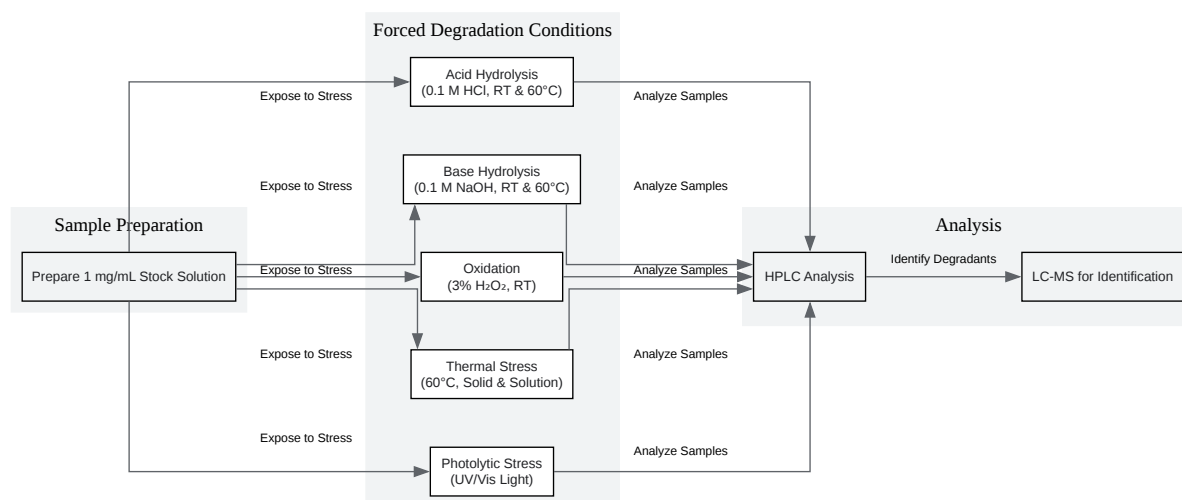 Forced Degradation Conditions
Acid Hydrolysis
(0.1 M HCl, RT & 60°C)
Expose to Stress
Analyze Samples
Base Hydrolysis
(0.1 M NaOH, RT & 60°C)
Expose to Stress
Analyze Samples
Sample Preparation
Analysis
Prepare 1 mg/mL Stock Solution
Expose to Stress
Oxidation
(3% H₂O₂, RT)
Analyze Samples
HPLC Analysis
Identify Degradants
LC-MS for Identification
Expose to Stress
Thermal Stress
(60°C, Solid & Solution)
Analyze Samples
Expose to Stress
Photolytic Stress
(UV/Vis Light)
Analyze Samples